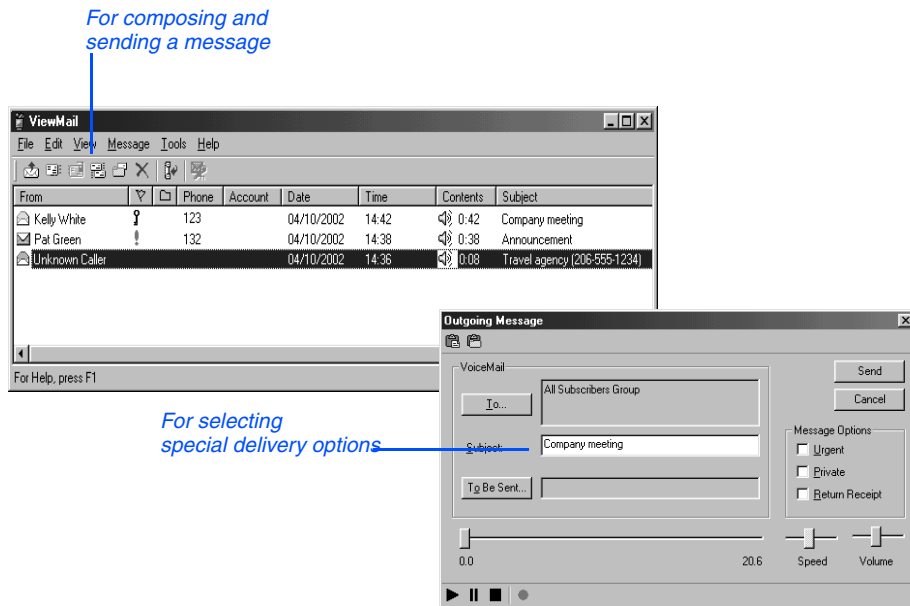 For composing and
sending a message
ViewMail
File Edit View Message Tools Help
From Phone Account Date Time Contents Subject
Kelly White 123 04/10/2002 14:42 0:42 Company meeting
Pat Green 132 04/10/2002 14:38 0:38 Announcement
Unknown Caller 04/10/2002 14:36 0:08 Travel agency (206-555-1234)
For Help, press F1
Outgoing Message
VoiceMail
To... All Subscribers Group
Send
Cancel
For selecting
special delivery options
Subject: Company meeting
Message Options
Urgent
Private
Return Receipt
To Be Sent...
0.0 20.6 Speed Volume